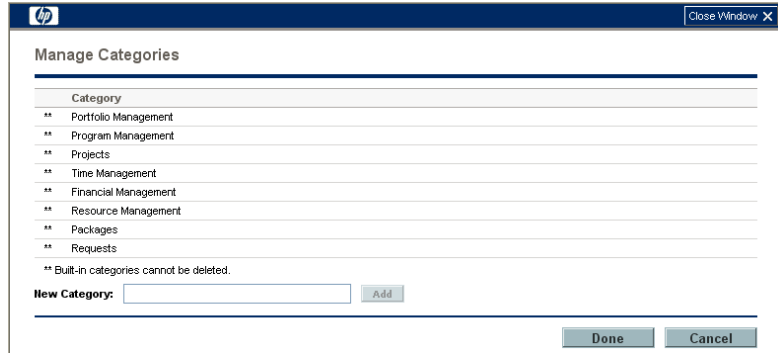 hp
Close Window X
Manage Categories
Category
** Portfolio Management
** Program Management
** Projects
** Time Management
** Financial Management
** Resource Management
** Packages
** Requests
** Built-in categories cannot be deleted.
New Category: Add
Done Cancel